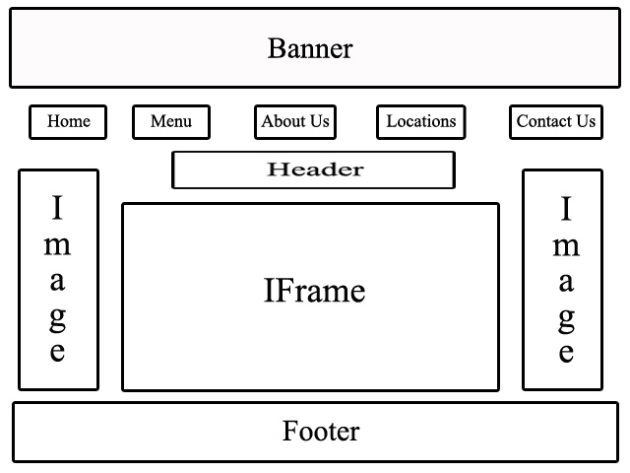 Banner
Home
Menu
About Us
Locations
Contact Us
Header
I
m
a
g
e
IFrame
I
m
a
g
e
Footer